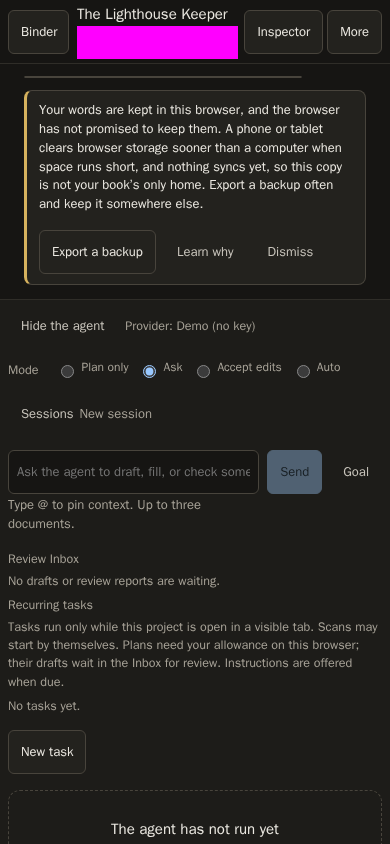 Binder
The Lighthouse Keeper
Inspector
More
Your words are kept in this browser, and the browser
has not promised to keep them. A phone or tablet
clears browser storage sooner than a computer when
space runs short, and nothing syncs yet, so this copy
is not your book's only home. Export a backup often
and keep it somewhere else.
Export a backup
Learn why
Dismiss
Hide the agent
Provider: Demo (no key)
Mode
Plan only
Ask
Accept edits
Auto
Sessions
New session
Ask the agent to draft, fill, or check some
Send
Goal
Type @ to pin context. Up to three
documents.
Review Inbox
No drafts or review reports are waiting.
Recurring tasks
Tasks run only while this project is open in a visible tab. Scans may
start by themselves. Plans need your allowance on this browser;
their drafts wait in the Inbox for review. Instructions are offered
when due.
No tasks yet.
New task
The agent has not run yet